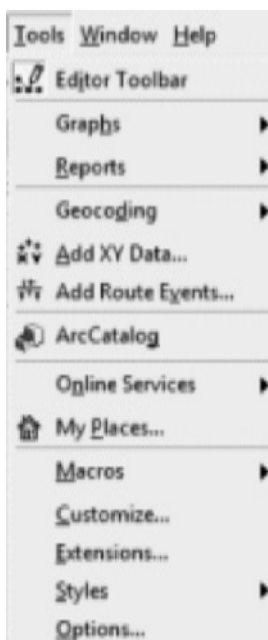 Tools Window Help
Editor Toolbar
Graphs
Reports
Geocoding
Add XY Data...
Add Route Events...
ArcCatalog
Online Services
My Places...
Macros
Customize...
Extensions...
Styles
Options...